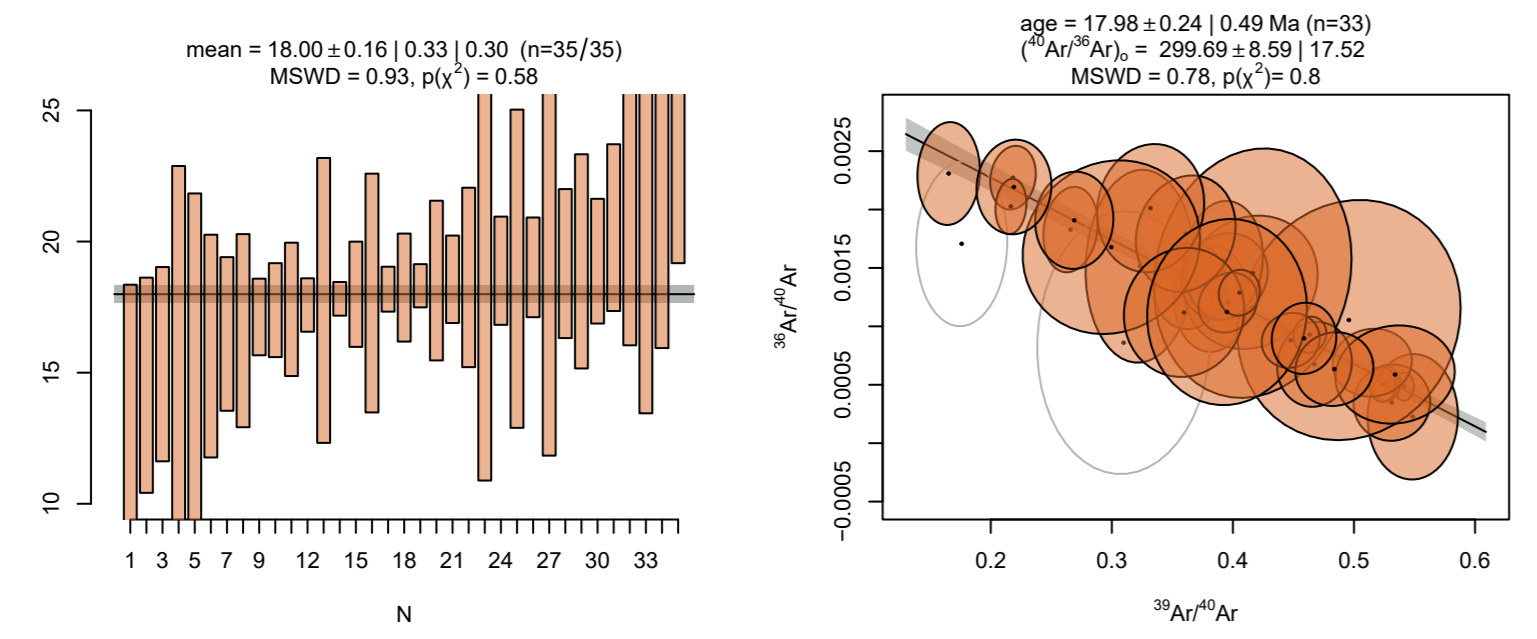 mean = 18.00 ± 0.16 | 0.33 | 0.30 (n=35/35)
MSWD = 0.93, p(χ²) = 0.58
25
20
15
10
1 3 5 7 9 12 15 18 21 24 27 30 33
N
age = 17.98 ± 0.24 | 0.49 Ma (n=33)
(⁴⁰Ar/³⁶Ar)ₒ = 299.69 ± 8.59 | 17.52
MSWD = 0.78, p(χ²)= 0.8
0.0025
0.0015
0.0005
−0.0005
³⁶Ar/⁴⁰Ar
0.2 0.3 0.4 0.5 0.6
³⁹Ar/⁴⁰Ar